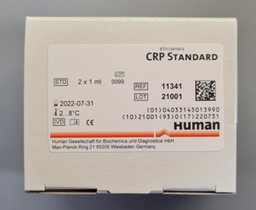 CRP STANDARD
STD 2 x 1 ml LOT 0099
REF 11341
LOT 21001
2022-07-31
2...8°C
IVD
(01)04033145013950
(10)21001(93)0(17)220731
Human
Human Gesellschaft für Biochemica und Diagnostica mbH
Max-Planck-Ring 21 65205 Wiesbaden Germany